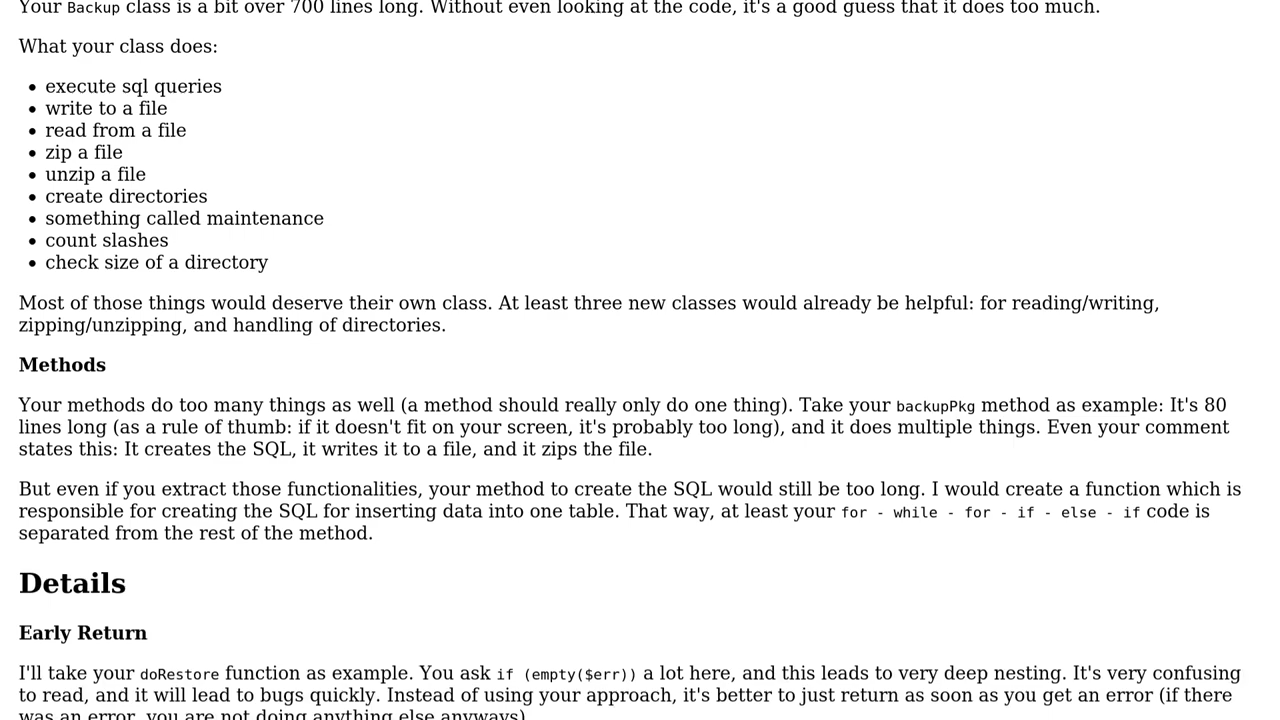 Your Backup class is a bit over 700 lines long. Without even looking at the code, it's a good guess that it does too much.
What your class does:
• execute sql queries
• write to a file
• read from a file
• zip a file
• unzip a file
• create directories
• something called maintenance
• count slashes
• check size of a directory
Most of those things would deserve their own class. At least three new classes would already be helpful: for reading/writing,
zipping/unzipping, and handling of directories.
Methods
Your methods do too many things as well (a method should really only do one thing). Take your backupPkg method as example: It's 80
lines long (as a rule of thumb: if it doesn't fit on your screen, it's probably too long), and it does multiple things. Even your comment
states this: It creates the SQL, it writes it to a file, and it zips the file.
But even if you extract those functionalities, your method to create the SQL would still be too long. I would create a function which is
responsible for creating the SQL for inserting data into one table. That way, at least your for - while - for - if - else - if code is
separated from the rest of the method.
Details
Early Return
I'll take your doRestore function as example. You ask if (empty($err)) a lot here, and this leads to very deep nesting. It's very confusing
to read, and it will lead to bugs quickly. Instead of using your approach, it's better to just return as soon as you get an error (if there
was an error, you are not doing anything else anyways).